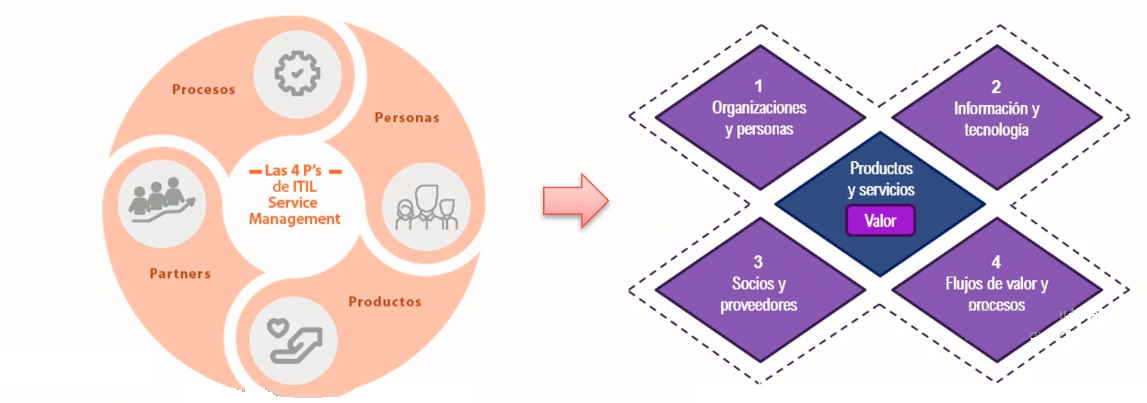 Procesos
Personas
Las 4 P's
de ITIL
Service
Management
Partners
Productos
1
Organizaciones
y personas
2
Información y
tecnología
Productos
y servicios
Valor
3
Socios y
proveedores
4
Flujos de valor y
procesos